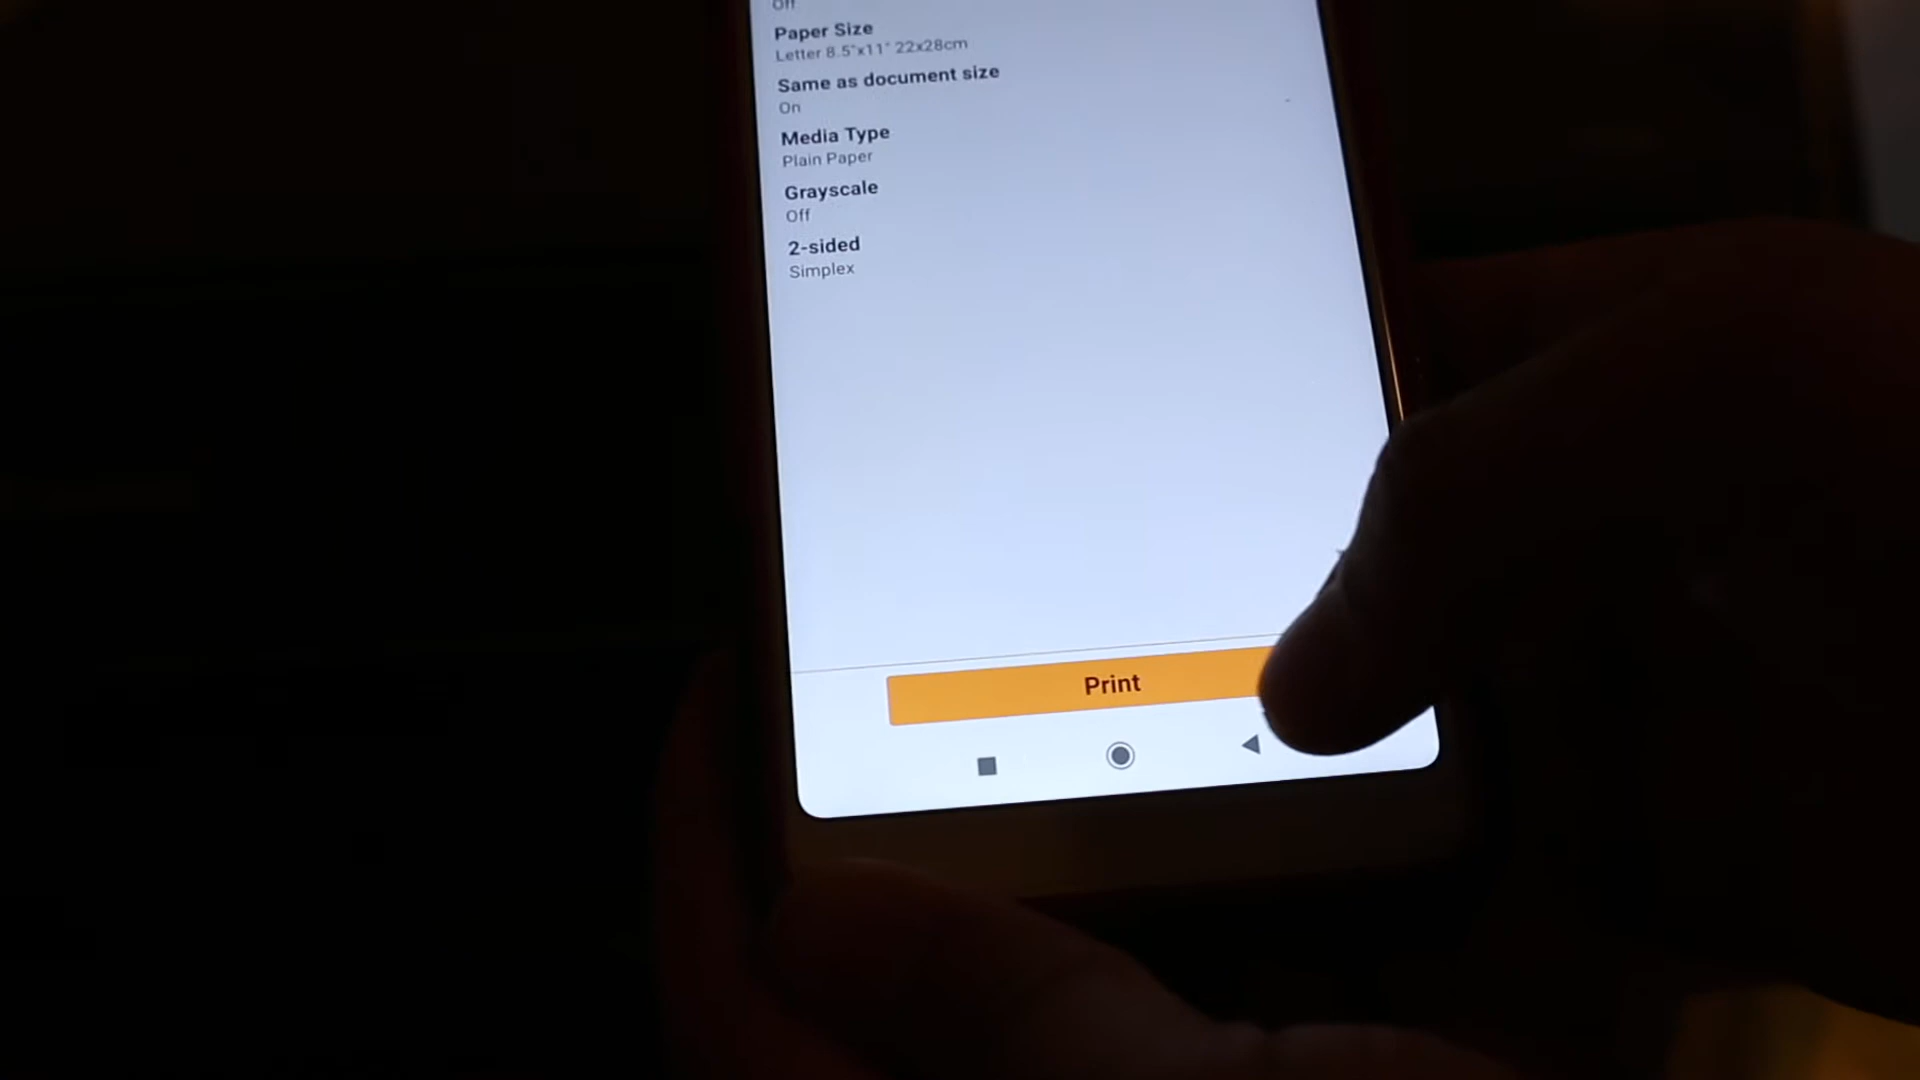 Off
Paper Size
Letter 8.5"x11" 22x28cm
Same as document size
On
Media Type
Plain Paper
Grayscale
Off
2-sided
Simplex
Print